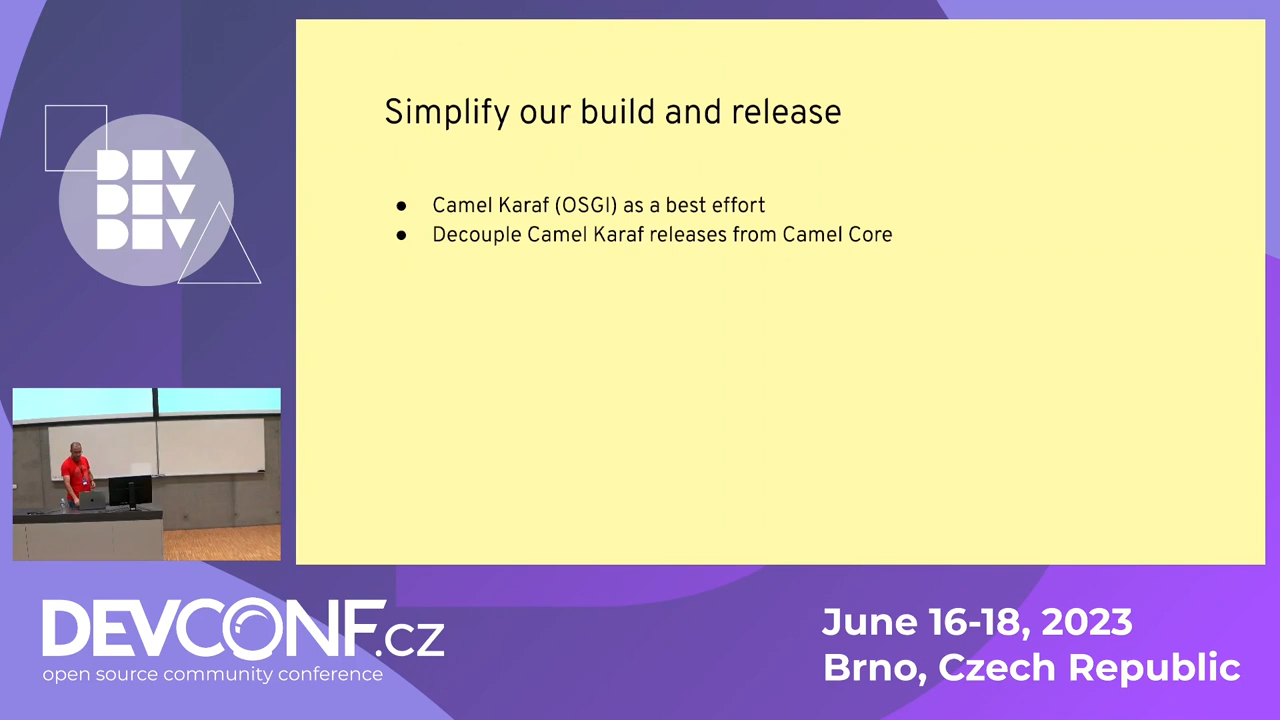 Simplify our build and release
● Camel Karaf (OSGI) as a best effort
● Decouple Camel Karaf releases from Camel Core
DEV
DEV
DEV
DEVCONF.cz
open source community conference
June 16-18, 2023
Brno, Czech Republic